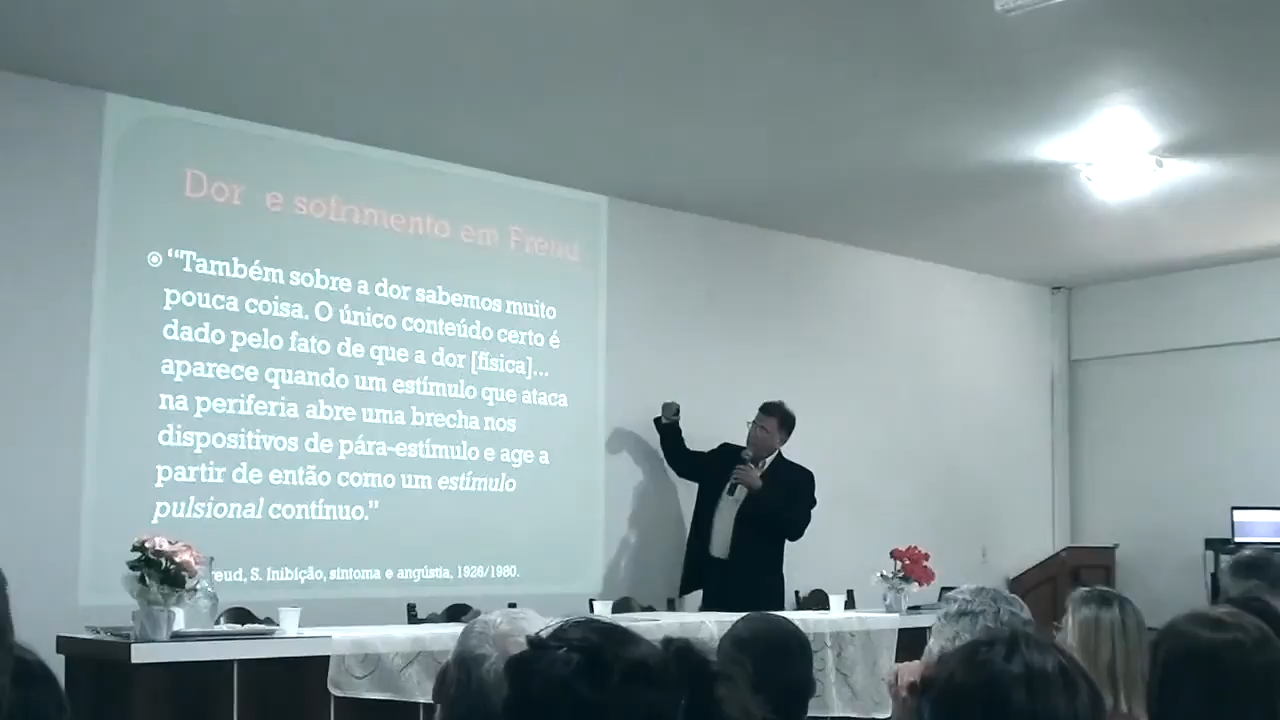 Dor e sofrimento em Freud
“Também sobre a dor sabemos muito
pouca coisa. O único conteúdo certo é
dado pelo fato de que a dor [física]...
aparece quando um estímulo que ataca
na periferia abre uma brecha nos
dispositivos de pára-estímulo e age a
partir de então como um estímulo
pulsional contínuo.”
reud, S. Inibição, sintoma e angústia, 1926/1980.